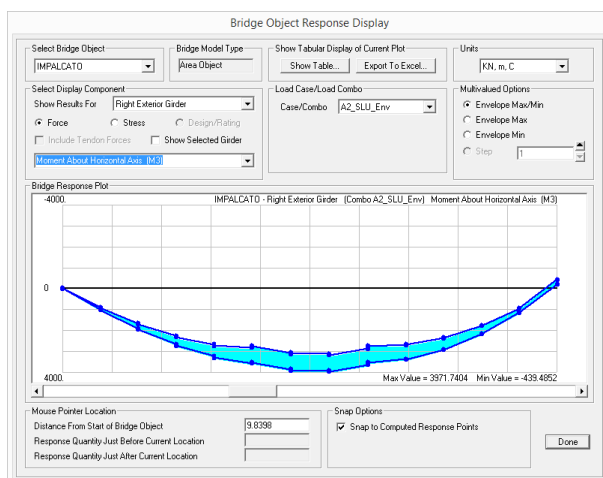 Bridge Object Response Display
Select Bridge Object
IMPALCATO
Bridge Model Type
Area Object
Show Tabular Display of Current Plot
Show Table...
Export To Excel...
Units
KN, m, C
Select Display Component
Show Results For
Right Exterior Girder
Force
Stress
Design/Rating
Include Tendon Forces
Show Selected Girder
Moment About Horizontal Axis (M3)
Load Case/Load Combo
Case/Combo
A2_SLU_Env
Multivalued Options
Envelope Max/Min
Envelope Max
Envelope Min
Step
1
Bridge Response Plot
-4000.
IMPALCATO - Right Exterior Girder (Combo A2_SLU_Env) Moment About Horizontal Axis (M3)
0
4000.
Max Value = 3971.7404 Min Value = -439.4852
Mouse Pointer Location
Distance From Start of Bridge Object
9.8398
Response Quantity Just Before Current Location
Response Quantity Just After Current Location
Snap Options
Snap to Computed Response Points
Done